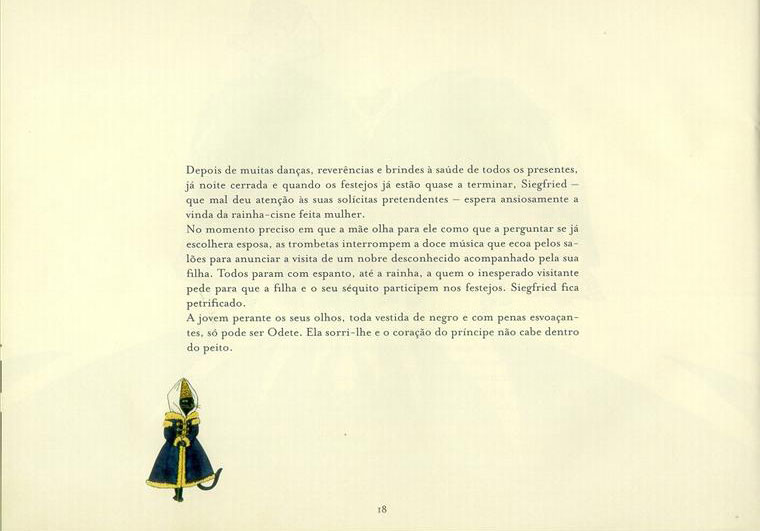 Depois de muitas danças, reverências e brindes à saúde de todos os presentes,
já noite cerrada e quando os festejos já estão quase a terminar, Siegfried –
que mal deu atenção às suas solícitas pretendentes – espera ansiosamente a
vinda da rainha-cisne feita mulher.
No momento preciso em que a mãe olha para ele como que a perguntar se já
escolhera esposa, as trombetas interrompem a doce música que ecoa pelos sa-
lões para anunciar a visita de um nobre desconhecido acompanhado pela sua
filha. Todos param com espanto, até a rainha, a quem o inesperado visitante
pede para que a filha e o seu séquito participem nos festejos. Siegfried fica
petrificado.
A jovem perante os seus olhos, toda vestida de negro e com penas esvoaçan-
tes, só pode ser Odete. Ela sorri-lhe e o coração do príncipe não cabe dentro
do peito.
18